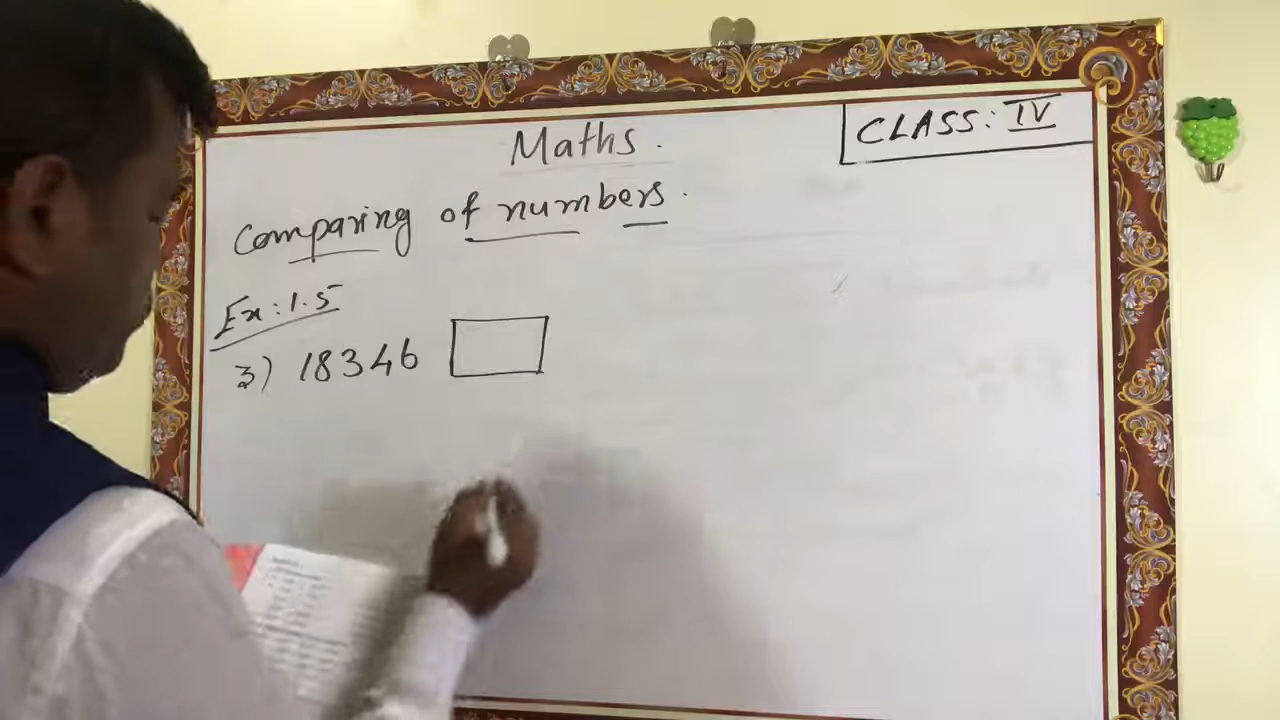 Maths.
CLASS: IV
Comparing of numbers.
Ex: 1.5
3) 18346